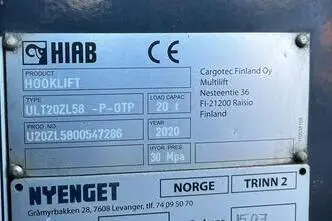 HIAB CE
PRODUCT
HOOKLIFT
Cargotec Finland Oy
Multilift
Nesteentie 36
FI-21200 Raisio
Finland
TYPE LOAD CAPAC.
ULT20ZL58 -P-OTP 20 t
YEAR
U20ZL5800547286 2020
HYDR. PRES
30 Mpa
NYENGET NORGE TRINN 2
Gråmyrbakken 28, 7608 Levanger, tlf. 74 09 50 70